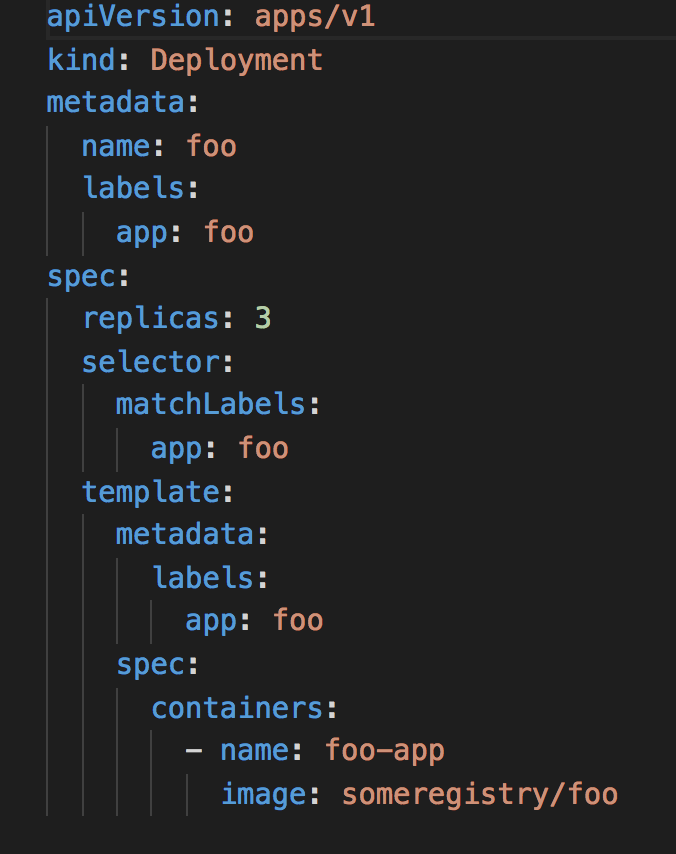 apiVersion: apps/v1
kind: Deployment
metadata:
  name: foo
  labels:
    app: foo
spec:
  replicas: 3
  selector:
    matchLabels:
      app: foo
  template:
    metadata:
      labels:
        app: foo
    spec:
      containers:
        - name: foo-app
          image: someregistry/foo